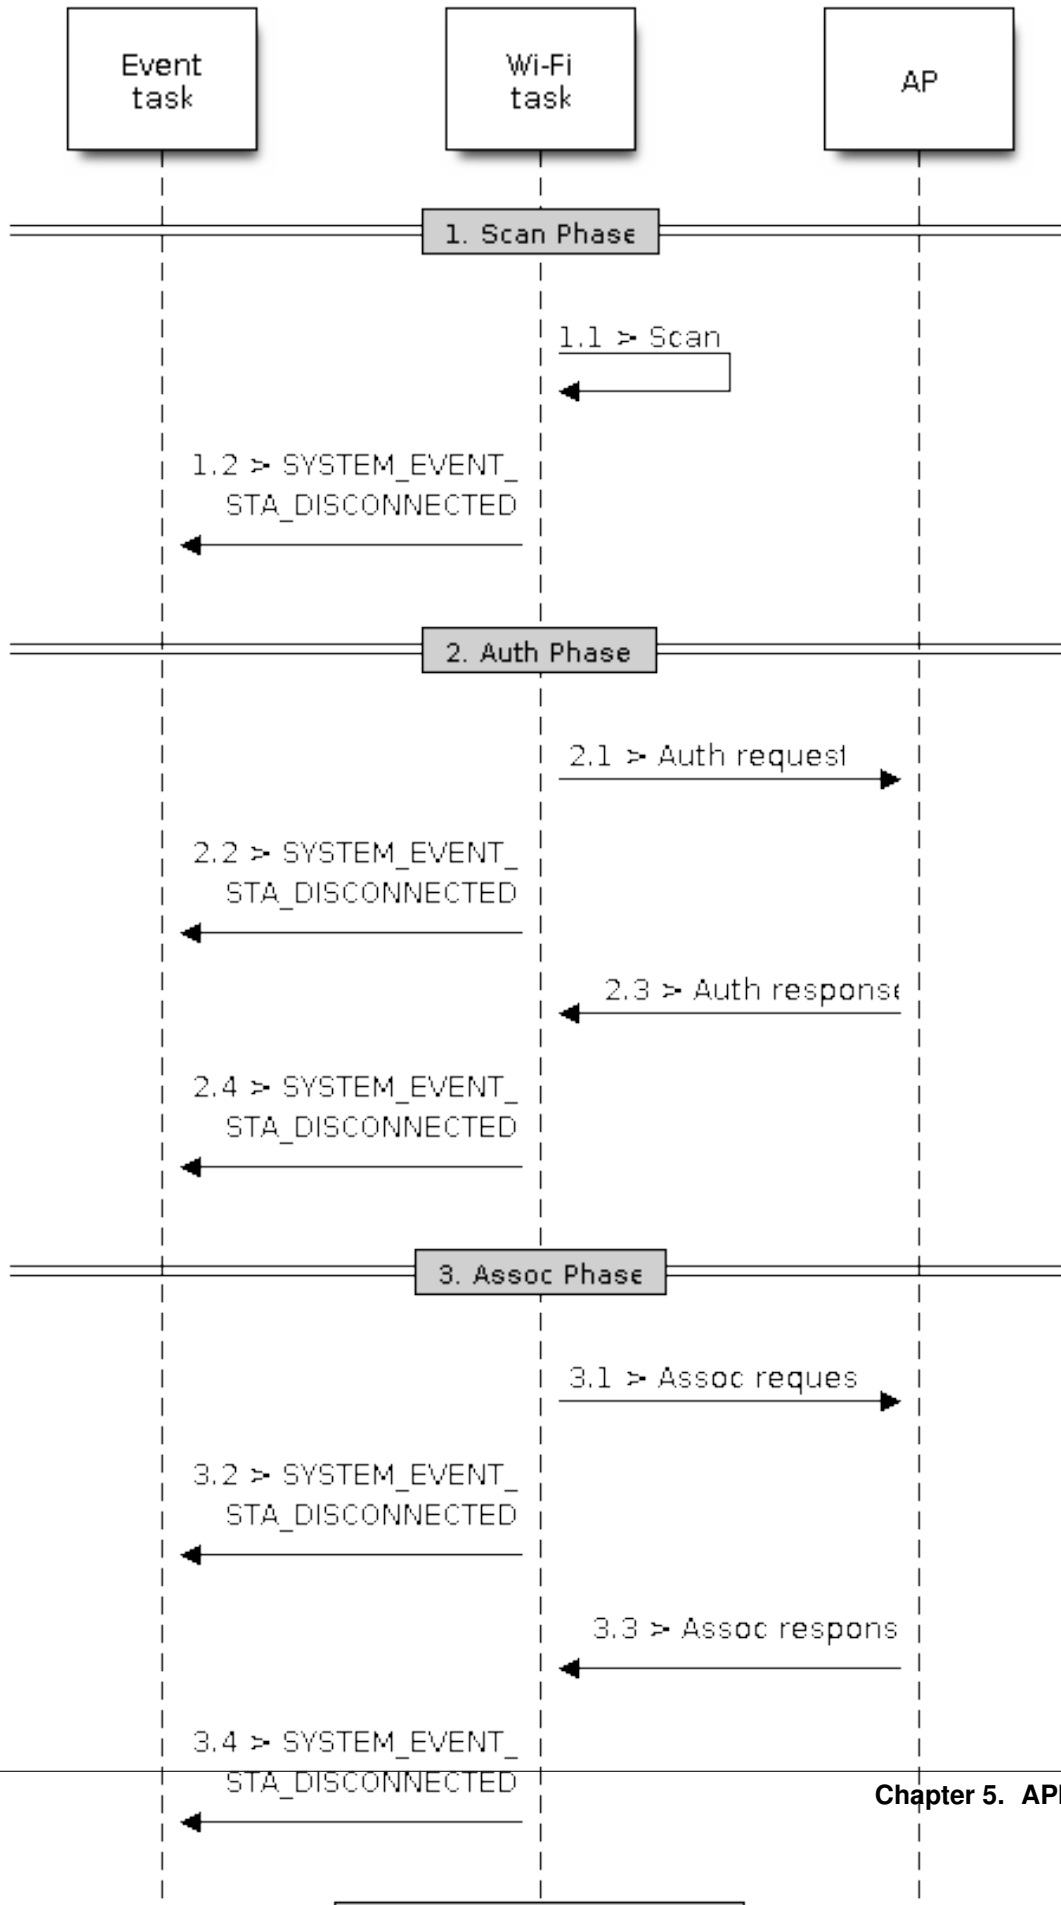 Event
task
Wi-Fi
task
AP
1. Scan Phase
1.1 > Scan
1.2 > SYSTEM_EVENT_
STA_DISCONNECTED
2. Auth Phase
2.1 > Auth request
2.2 > SYSTEM_EVENT_
STA_DISCONNECTED
2.3 > Auth response
2.4 > SYSTEM_EVENT_
STA_DISCONNECTED
3. Assoc Phase
3.1 > Assoc reques
3.2 > SYSTEM_EVENT_
STA_DISCONNECTED
3.3 > Assoc respons
3.4 > SYSTEM_EVENT_
STA_DISCONNECTED
Chapter 5. API